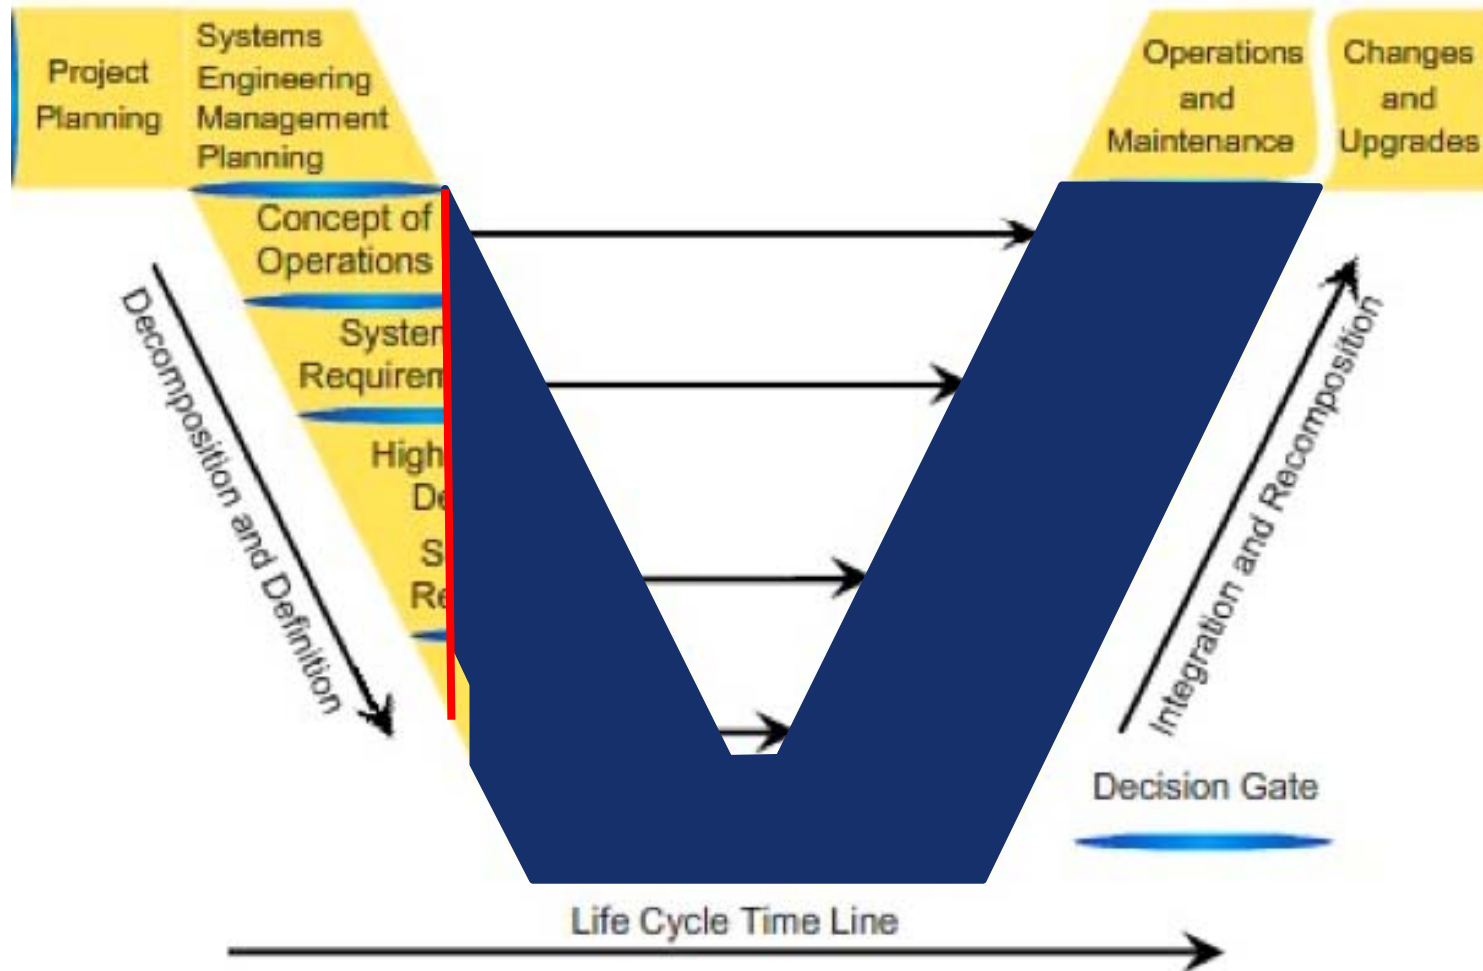 Project
Planning
Systems
Engineering
Management
Planning
Concept of
Operations
High
Operations
and
Maintenance
Changes
and
Upgrades
Decomposition and Definition
Integration and Recomposition
Decision Gate
Life Cycle Time Line